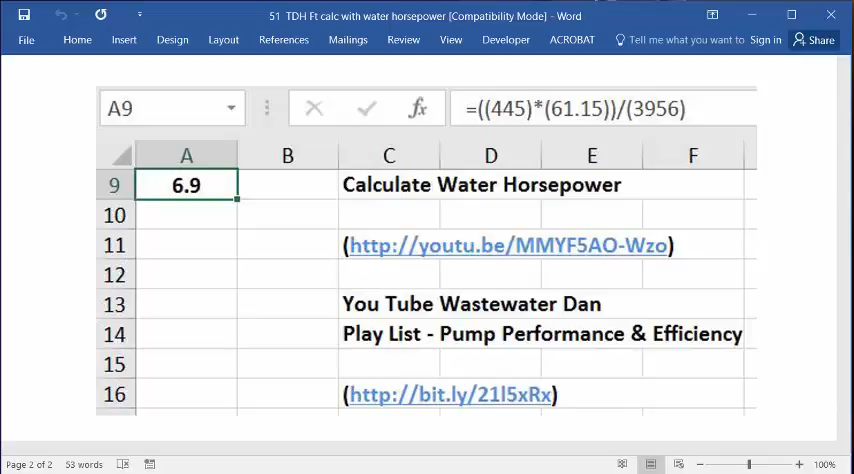 51 TDH Ft calc with water horsepower [Compatibility Mode] - Word
File Home Insert Design Layout References Mailings Review View Developer ACROBAT Tell me what you want to Sign in Share
A9 fx =((445)*(61.15))/(3956)
A B C D E F
9 6.9 Calculate Water Horsepower
10
11 (http://youtu.be/MMYF5AO-Wzo)
12
13 You Tube Wastewater Dan
14 Play List - Pump Performance & Efficiency
15
16 (http://bit.ly/21l5xRx)
Page 2 of 2 53 words 100%